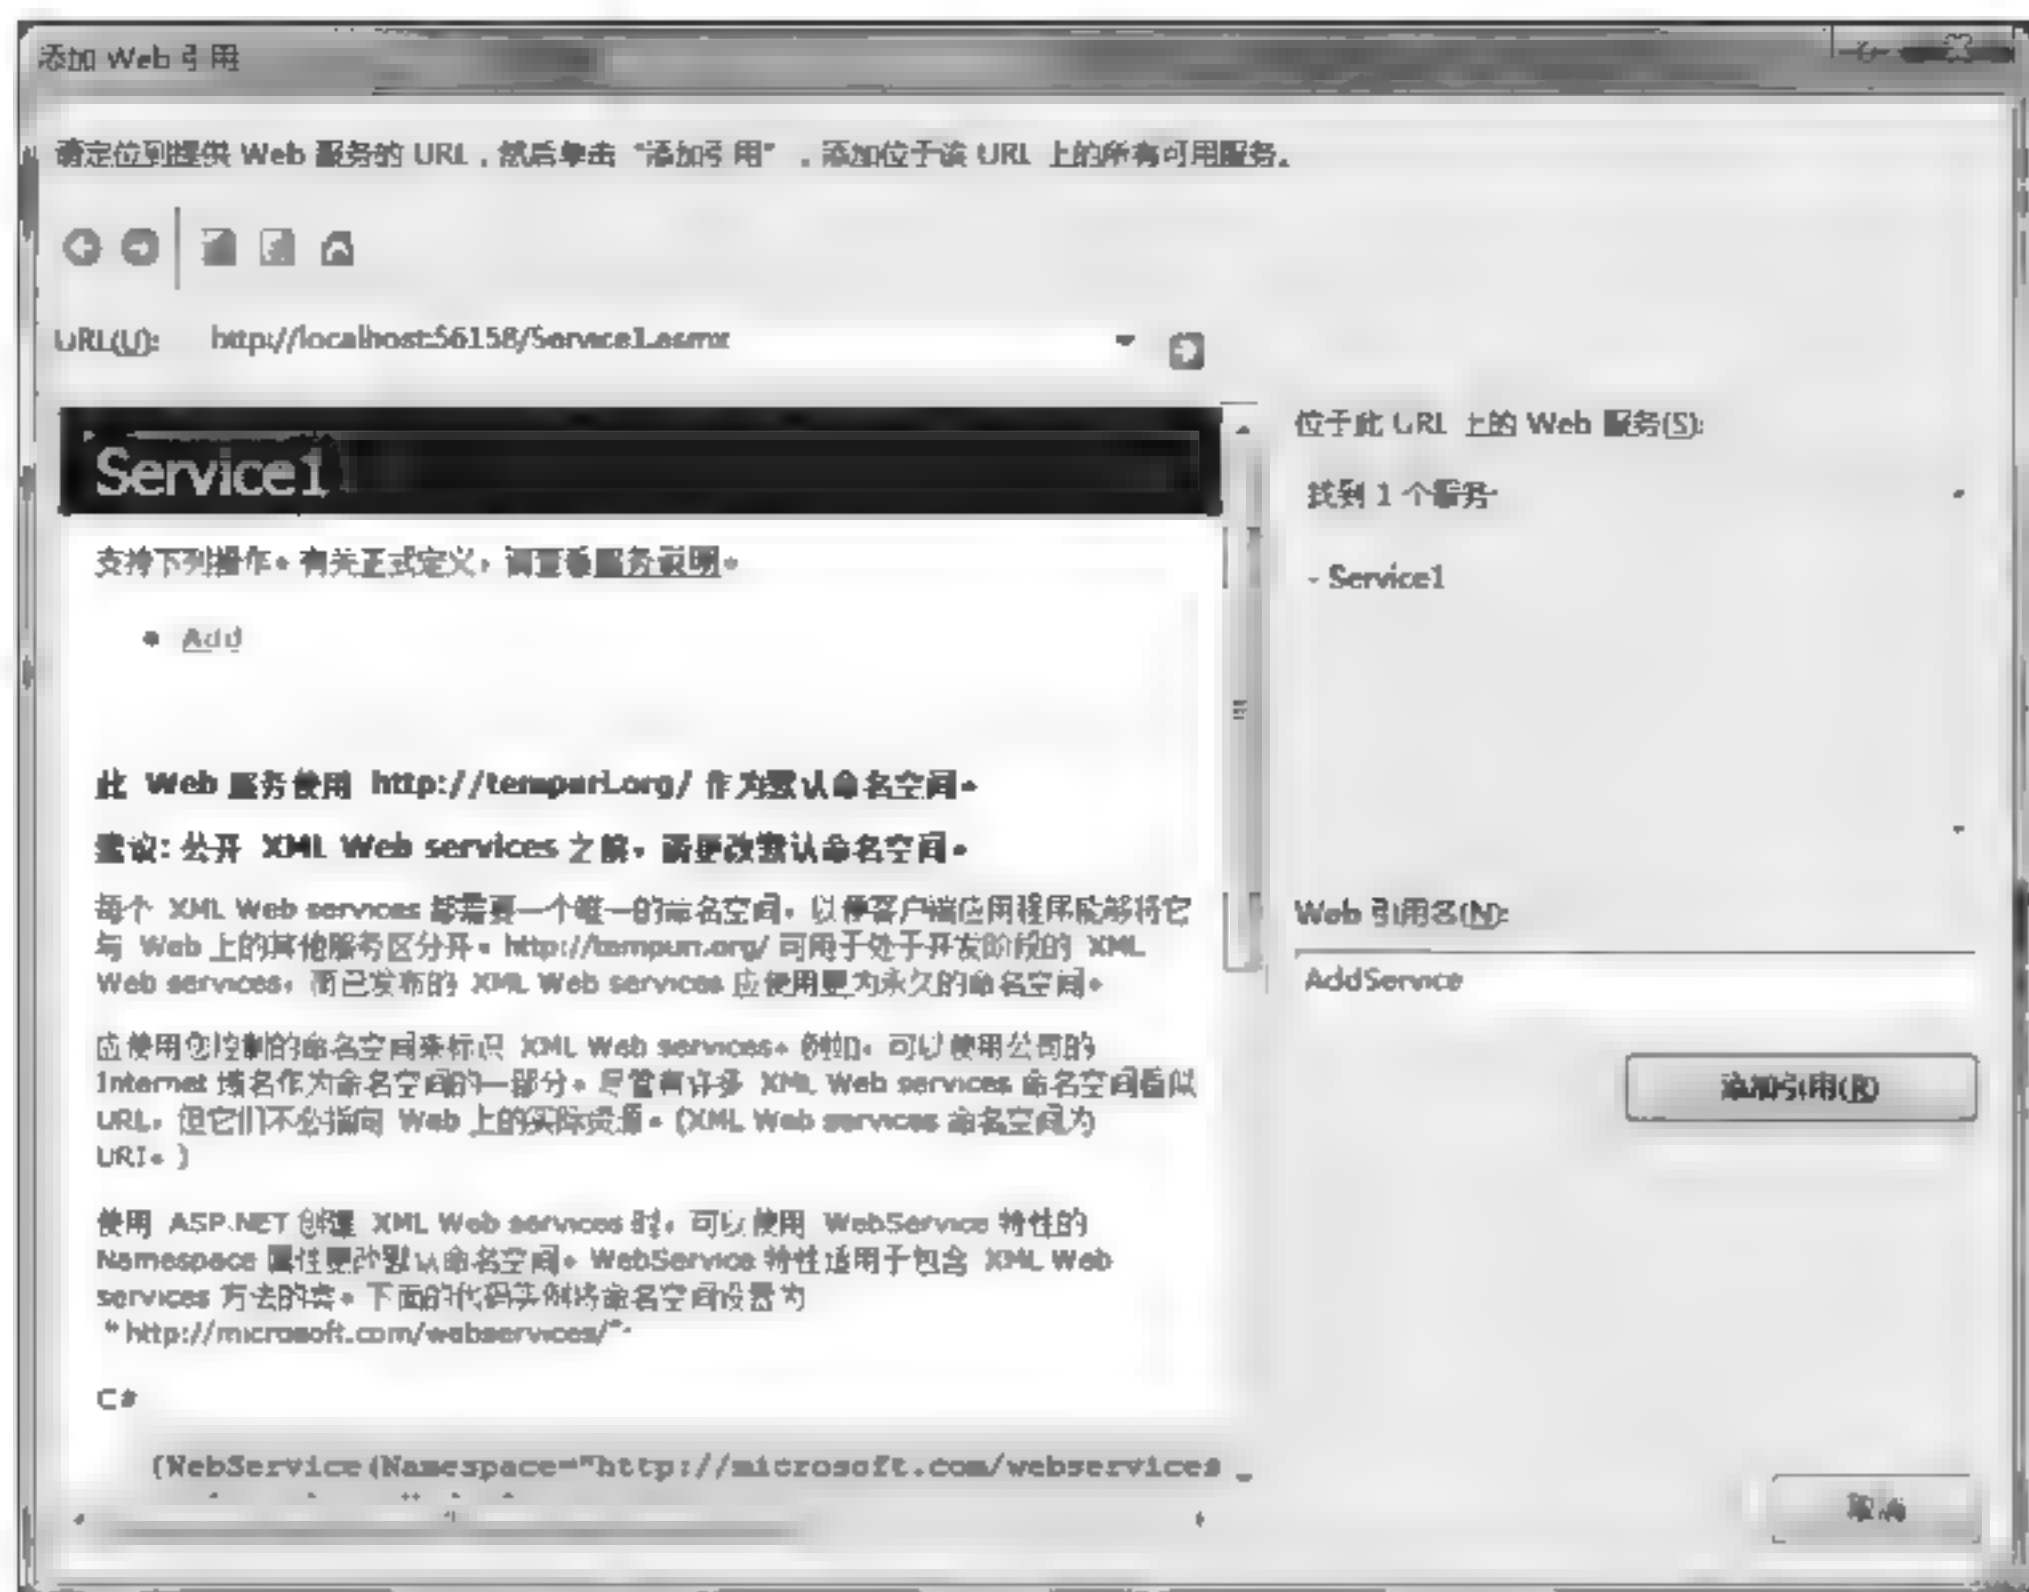 添加 Web 引用
请定位到提供 Web 服务的 URL，然后单击“添加引用”，添加位于该 URL 上的所有可用服务。
URL(U): http://localhost:56158/Service1.asmx
Service1
支持下列操作。有关正式定义，请查看服务说明。
• Add
此 Web 服务使用 http://tempuri.org/ 作为默认命名空间。
建议: 公开 XML Web services 之前，请更改默认命名空间。
每个 XML Web services 都需要一个唯一的命名空间，以便客户端应用程序能够将它
与 Web 上的其他服务区分开。http://tempuri.org/ 可用于处于开发阶段的 XML
Web services，而已发布的 XML Web services 应使用更为永久的命名空间。
应使用您控制的命名空间来标识 XML Web services。例如，可以使用公司的
Internet 域名作为命名空间的一部分。尽管有许多 XML Web services 命名空间看似
URL，但它们不必指向 Web 上的实际资源。(XML Web services 命名空间为
URI。)
使用 ASP.NET 创建 XML Web services 时，可以使用 WebService 特性的
Namespace 属性更改默认命名空间。WebService 特性适用于包含 XML Web
services 方法的类。下面的代码实例将命名空间设置为
“http://microsoft.com/webservices/”:
C#
[WebService(Namespace="http://microsoft.com/webservices
位于此 URL 上的 Web 服务(S):
找到 1 个服务:
- Service1
Web 引用名(N):
AddService
添加引用(R)
取消